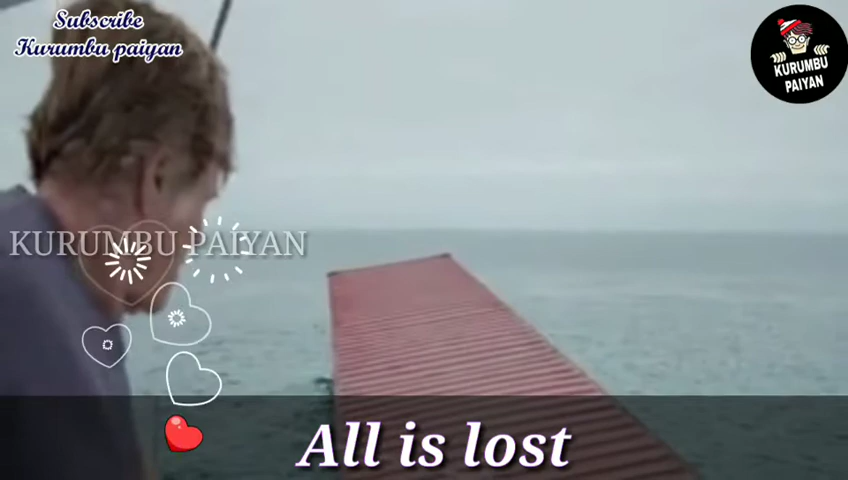 Subscribe
Kurumbu paiyan
KURUMBU
PAIYAN
KURUMBU PAIYAN
All is lost